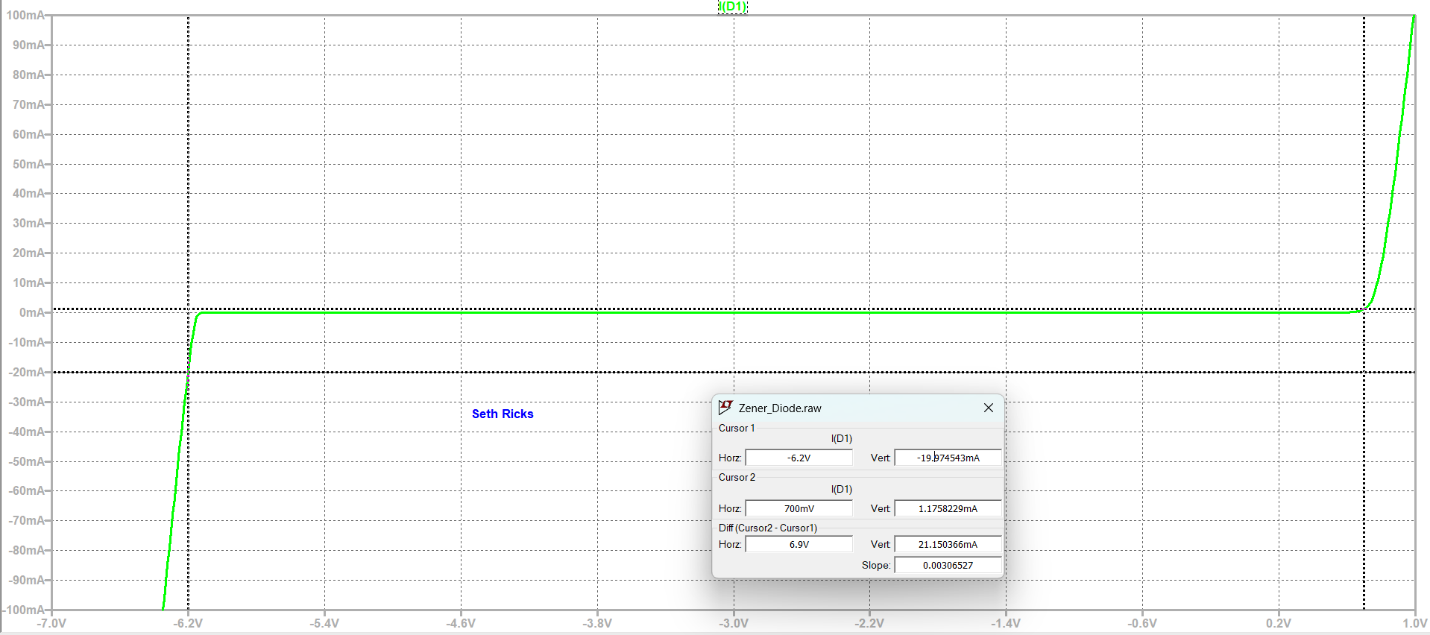 I(D1)
100mA
90mA
80mA
70mA
60mA
50mA
40mA
30mA
20mA
10mA
0mA
-10mA
-20mA
-30mA
-40mA
-50mA
-60mA
-70mA
-80mA
-90mA
-100mA
Seth Ricks
Zener_Diode.raw
Cursor 1
I(D1)
Horz: -6.2V Vert: -19.974543mA
Cursor 2
I(D1)
Horz: 700mV Vert: 1.1758229mA
Diff (Cursor2 - Cursor1)
Horz: 6.9V Vert: 21.150366mA
Slope: 0.00306527
-7.0V -6.2V -5.4V -4.6V -3.8V -3.0V -2.2V -1.4V -0.6V 0.2V 1.0V